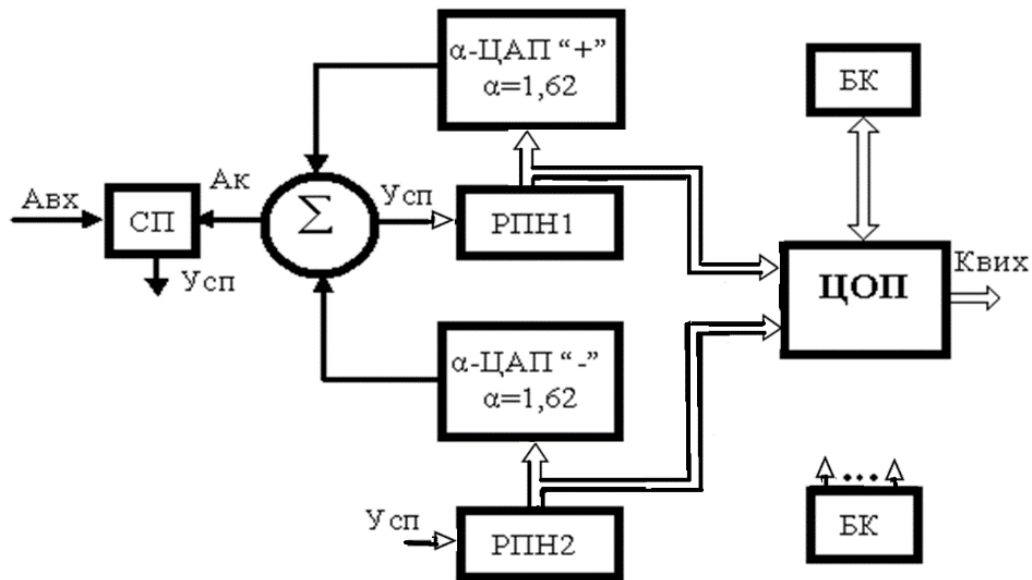 α-ЦАП “+”
α=1,62
БК
Авх
СП
Ак
Σ
Усп
РПН1
Усп
ЦОП
Квих
α-ЦАП “-”
α=1,62
Усп
РПН2
...
БК